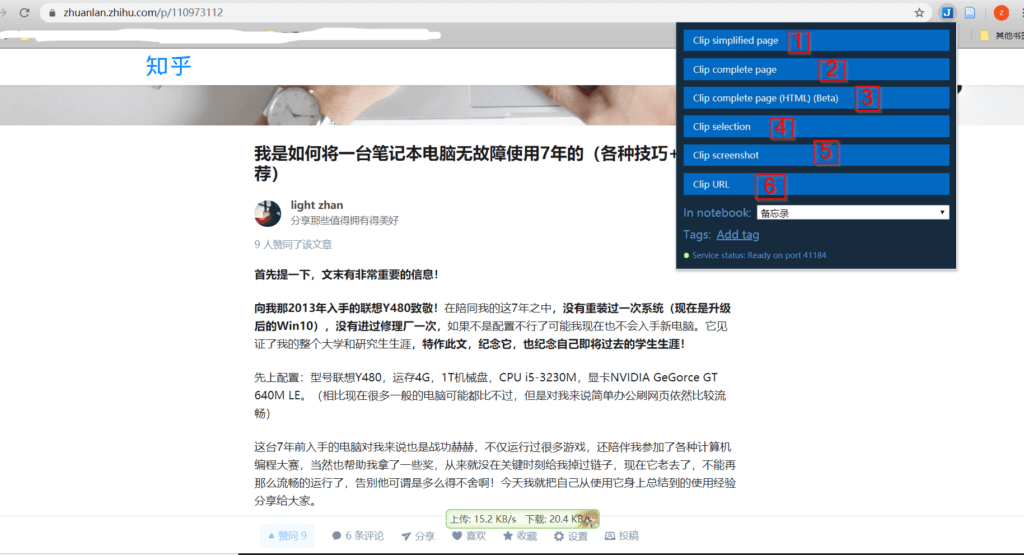 zhuanlan.zhihu.com/p/110973112
J
z
其他书签
知乎
Clip simplified page 1
Clip complete page 2
Clip complete page (HTML) (Beta) 3
Clip selection 4
Clip screenshot 5
Clip URL 6
In notebook: 备忘录
Tags: Add tag
Service status: Ready on port 41184
我是如何将一台笔记本电脑无故障使用7年的（各种技巧+
荐）
light zhan
分享那些值得拥有得美好
9 人赞同了该文章
首先提一下，文末有非常重要的信息！
向我那2013年入手的联想Y480致敬！在陪同我的这7年之中，没有重装过一次系统（现在是升级
后的Win10），没有进过修理厂一次，如果不是配置不行了可能我现在也不会入手新电脑。它见
证了我的整个大学和研究生生涯，特作此文，纪念它，也纪念自己即将过去的学生生涯！
先上配置：型号联想Y480，运存4G，1T机械盘，CPU i5-3230M，显卡NVIDIA GeGorce GT
640M LE。（相比现在很多一般的电脑可能都比不过，但是对我来说简单办公刷网页依然比较流
畅）
这台7年前入手的电脑对我来说也是战功赫赫，不仅运行过很多游戏，还陪伴我参加了各种计算机
编程大赛，当然也帮助我拿了一些奖，从来就没在关键时刻给我掉过链子，现在它老去了，不能再
那么流畅的运行了，告别他可谓是多么得不舍啊！今天我就把自己从使用它身上总结到的使用经验
分享给大家。
上传: 15.2 KB/s 下载: 20.4 KB/s
赞同 9 6 条评论 分享 喜欢 收藏 设置 投稿